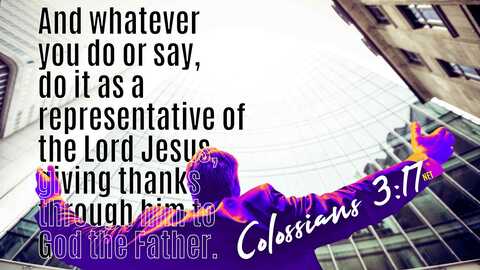 And whatever
you do or say,
do it as a
representative of
the Lord Jesus,
giving thanks
through him to
God the Father.
Colossians 3:17
NET